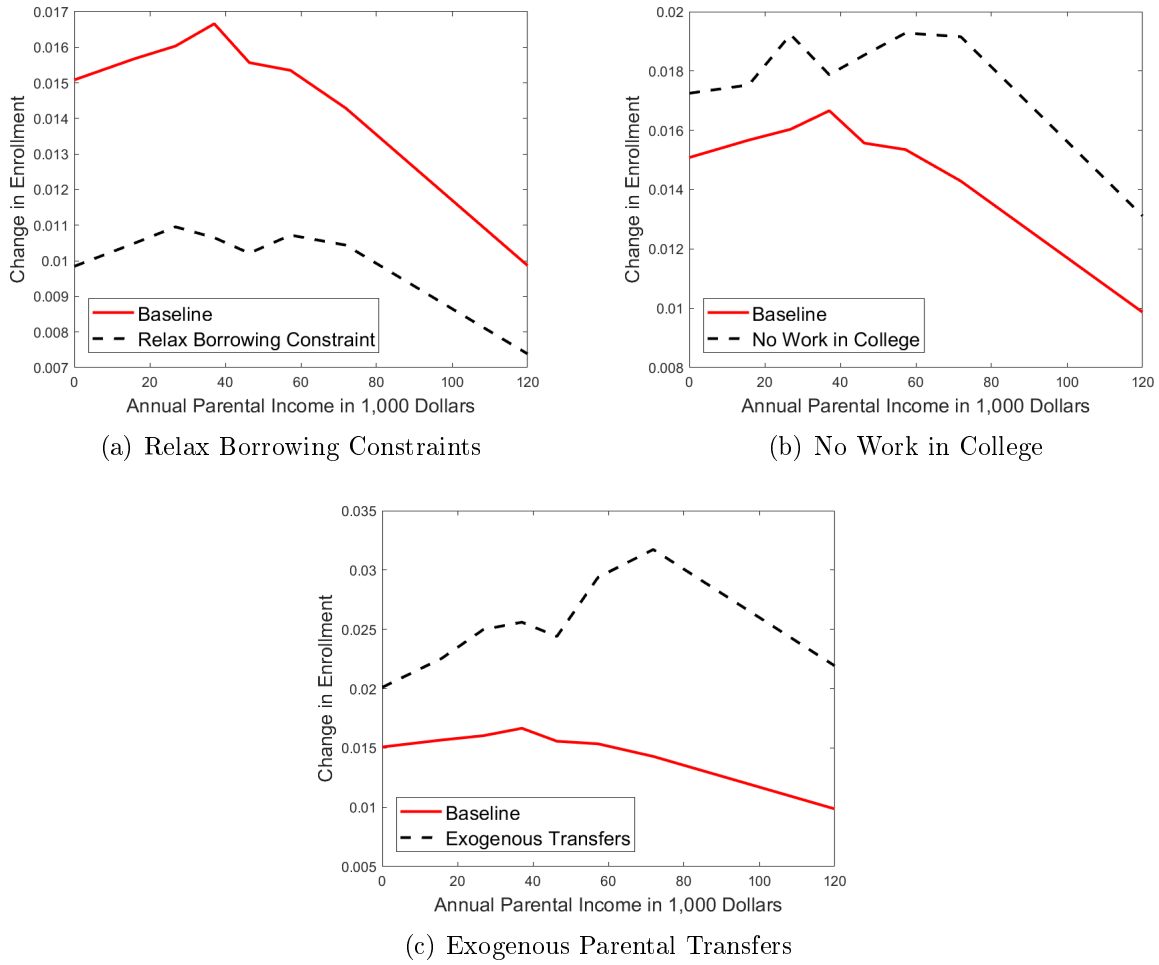 0.017
0.016
0.015
0.014
0.013
0.012
0.011
0.01
0.009
0.008
0.007
Change in Enrollment
Baseline
Relax Borrowing Constraint
0 20 40 60 80 100 120
Annual Parental Income in 1,000 Dollars
(a) Relax Borrowing Constraints
0.02
0.018
0.016
0.014
0.012
0.01
0.008
Change in Enrollment
Baseline
No Work in College
0 20 40 60 80 100 120
Annual Parental Income in 1,000 Dollars
(b) No Work in College
0.035
0.03
0.025
0.02
0.015
0.01
0.005
Change in Enrollment
Baseline
Exogenous Transfers
0 20 40 60 80 100 120
Annual Parental Income in 1,000 Dollars
(c) Exogenous Parental Transfers